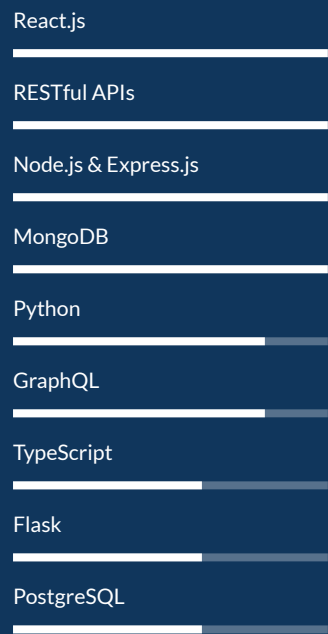 React.js
RESTful APIs
Node.js & Express.js
MongoDB
Python
GraphQL
TypeScript
Flask
PostgreSQL